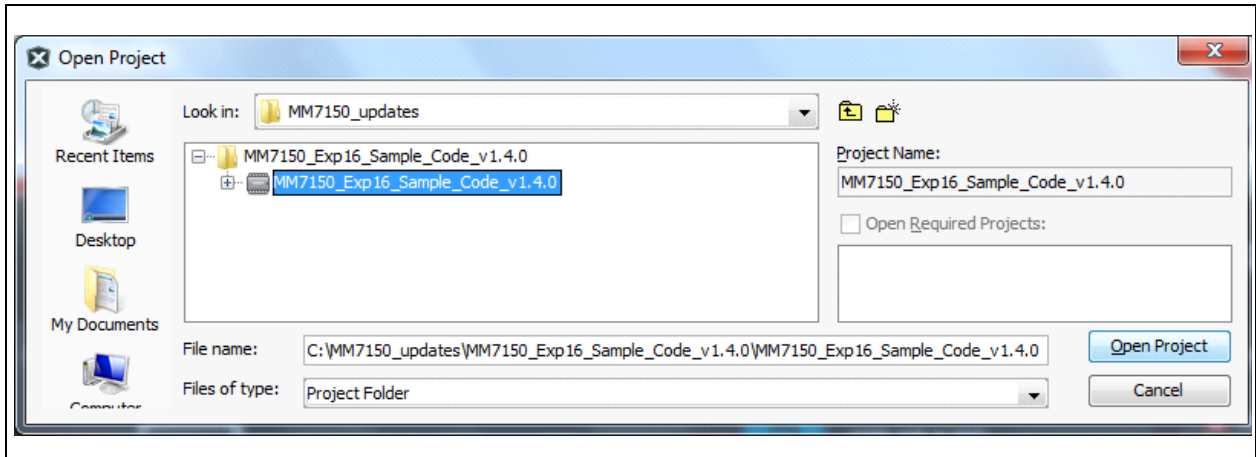 Open Project
Look in: MM7150_updates
Recent Items
Desktop
My Documents
Computer
MM7150_Exp16_Sample_Code_v1.4.0
MM7150_Exp16_Sample_Code_v1.4.0
Project Name:
MM7150_Exp16_Sample_Code_v1.4.0
Open Required Projects:
File name: C:\MM7150_updates\MM7150_Exp16_Sample_Code_v1.4.0\MM7150_Exp16_Sample_Code_v1.4.0
Open Project
Files of type: Project Folder
Cancel